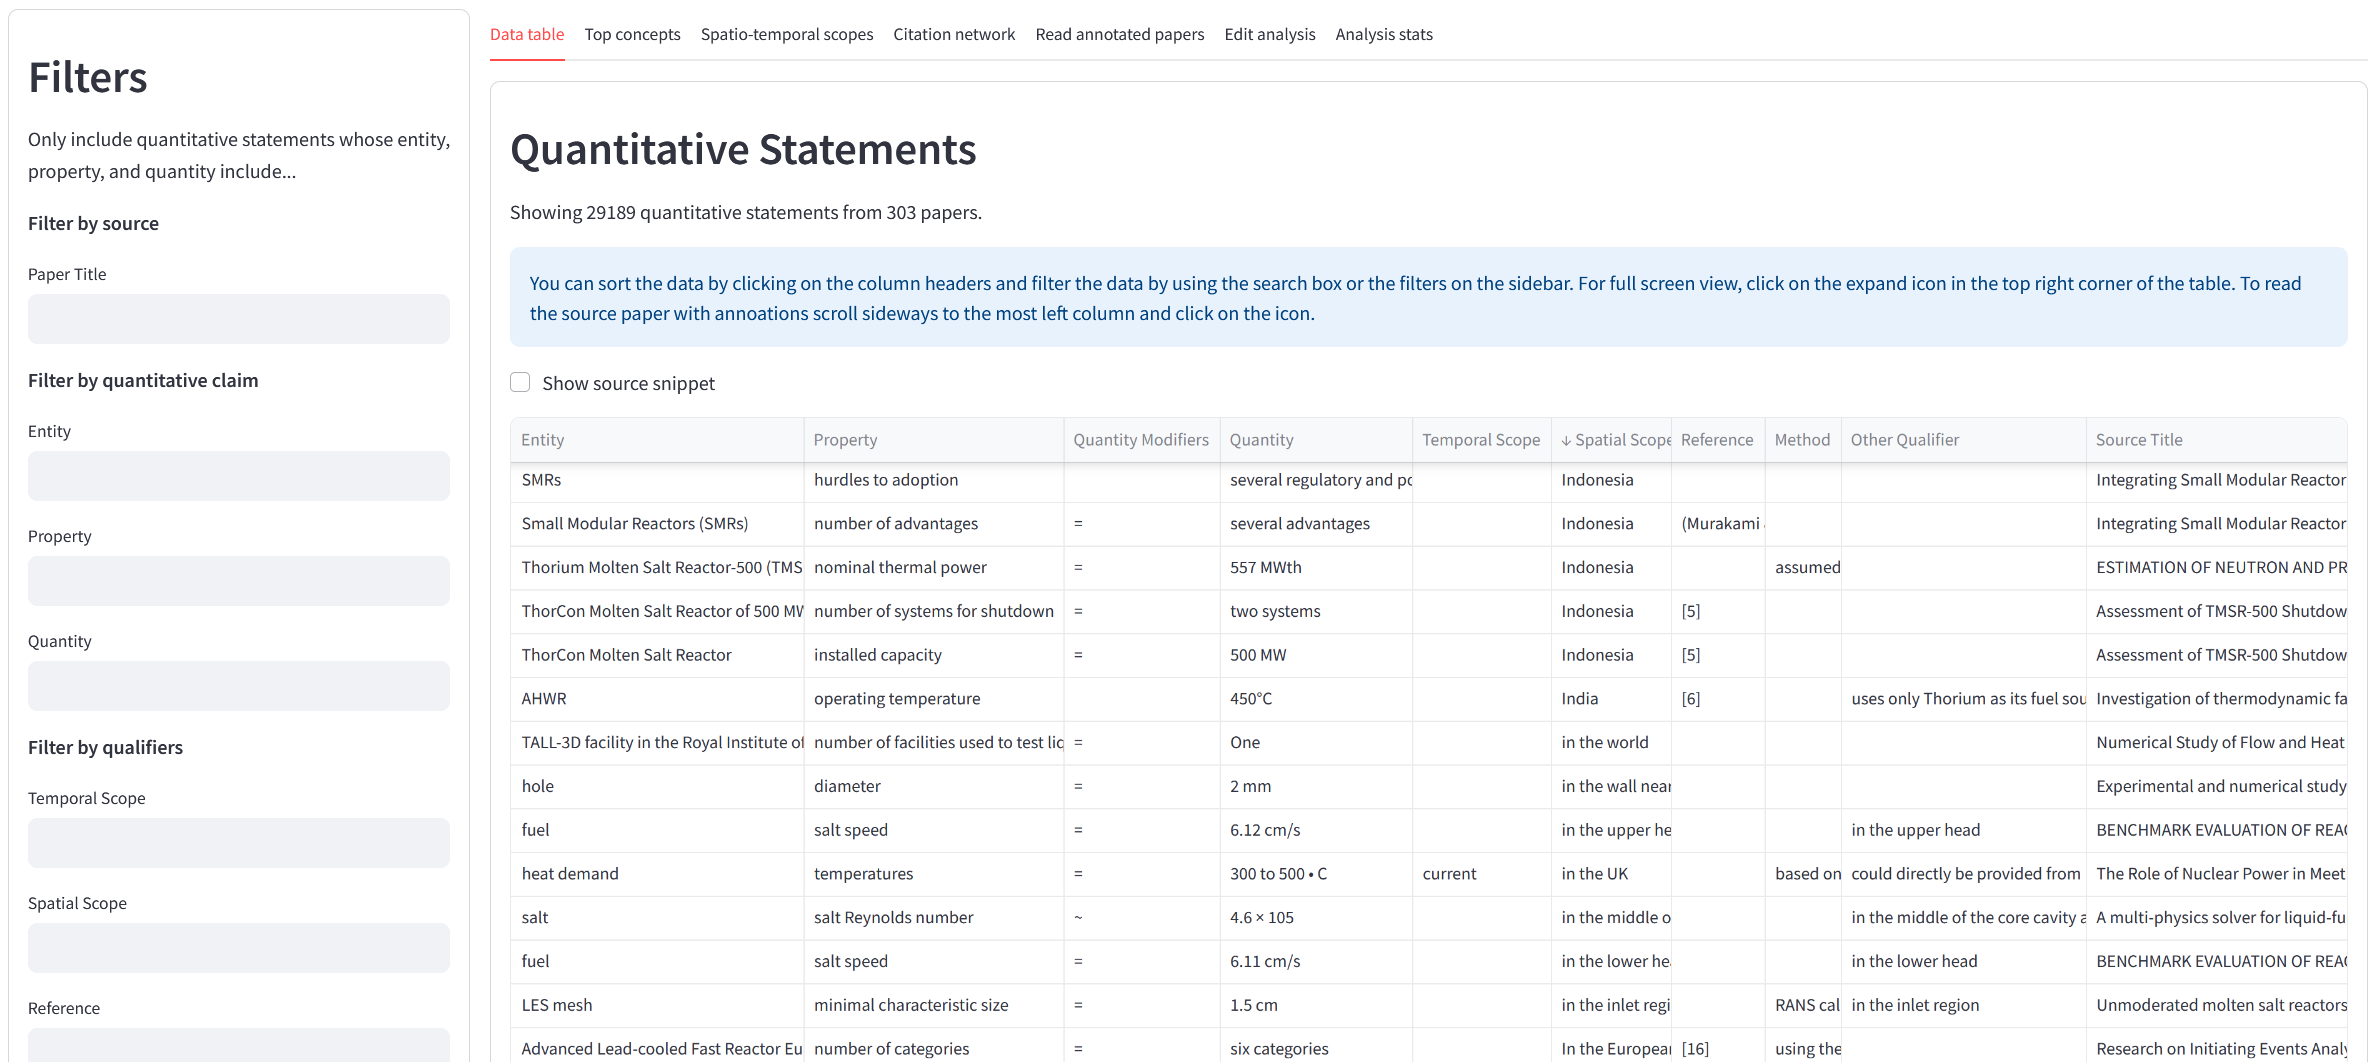 Filters
Only include quantitative statements whose entity,
property, and quantity include...
Filter by source
Paper Title
Filter by quantitative claim
Entity
Property
Quantity
Filter by qualifiers
Temporal Scope
Spatial Scope
Reference
Data table Top concepts Spatio-temporal scopes Citation network Read annotated papers Edit analysis Analysis stats
Quantitative Statements
Showing 29189 quantitative statements from 303 papers.
You can sort the data by clicking on the column headers and filter the data by using the search box or the filters on the sidebar. For full screen view, click on the expand icon in the top right corner of the table. To read
the source paper with annoations scroll sideways to the most left column and click on the icon.
Show source snippet
Entity Property Quantity Modifiers Quantity Temporal Scope ↓ Spatial Scope Reference Method Other Qualifier Source Title
SMRs hurdles to adoption several regulatory and po Indonesia Integrating Small Modular Reactor
Small Modular Reactors (SMRs) number of advantages = several advantages Indonesia (Murakami Integrating Small Modular Reactor
Thorium Molten Salt Reactor-500 (TMS nominal thermal power = 557 MWth Indonesia assumed ESTIMATION OF NEUTRON AND PR
ThorCon Molten Salt Reactor of 500 MW number of systems for shutdown = two systems Indonesia [5] Assessment of TMSR-500 Shutdow
ThorCon Molten Salt Reactor installed capacity = 500 MW Indonesia [5] Assessment of TMSR-500 Shutdow
AHWR operating temperature 450°C India [6] uses only Thorium as its fuel sou Investigation of thermodynamic fa
TALL-3D facility in the Royal Institute of number of facilities used to test liq = One in the world Numerical Study of Flow and Heat
hole diameter = 2 mm in the wall near Experimental and numerical study
fuel salt speed = 6.12 cm/s in the upper he in the upper head BENCHMARK EVALUATION OF REAC
heat demand temperatures = 300 to 500 • C current in the UK based on could directly be provided from The Role of Nuclear Power in Meet
salt salt Reynolds number ~ 4.6 × 105 in the middle o in the middle of the core cavity a A multi-physics solver for liquid-fu
fuel salt speed = 6.11 cm/s in the lower he in the lower head BENCHMARK EVALUATION OF REAC
LES mesh minimal characteristic size = 1.5 cm in the inlet regi RANS cal in the inlet region Unmoderated molten salt reactors
Advanced Lead-cooled Fast Reactor Eu number of categories = six categories In the European [16] using the Research on Initiating Events Analy